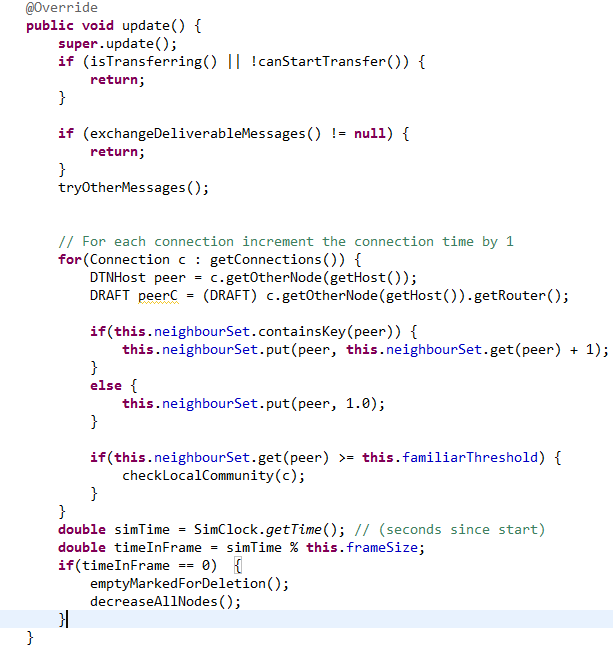 @Override
public void update() {
    super.update();
    if (isTransferring() || !canStartTransfer()) {
        return;
    }

    if (exchangeDeliverableMessages() != null) {
        return;
    }
    tryOtherMessages();


    // For each connection increment the connection time by 1
    for(Connection c : getConnections()) {
        DTNHost peer = c.getOtherNode(getHost());
        DRAFT peerC = (DRAFT) c.getOtherNode(getHost()).getRouter();

        if(this.neighbourSet.containsKey(peer)) {
            this.neighbourSet.put(peer, this.neighbourSet.get(peer) + 1);
        }
        else {
            this.neighbourSet.put(peer, 1.0);
        }

        if(this.neighbourSet.get(peer) >= this.familiarThreshold) {
            checkLocalCommunity(c);
        }
    }
    double simTime = SimClock.getTime(); // (seconds since start)
    double timeInFrame = simTime % this.frameSize;
    if(timeInFrame == 0)  {
        emptyMarkedForDeletion();
        decreaseAllNodes();
    }
}